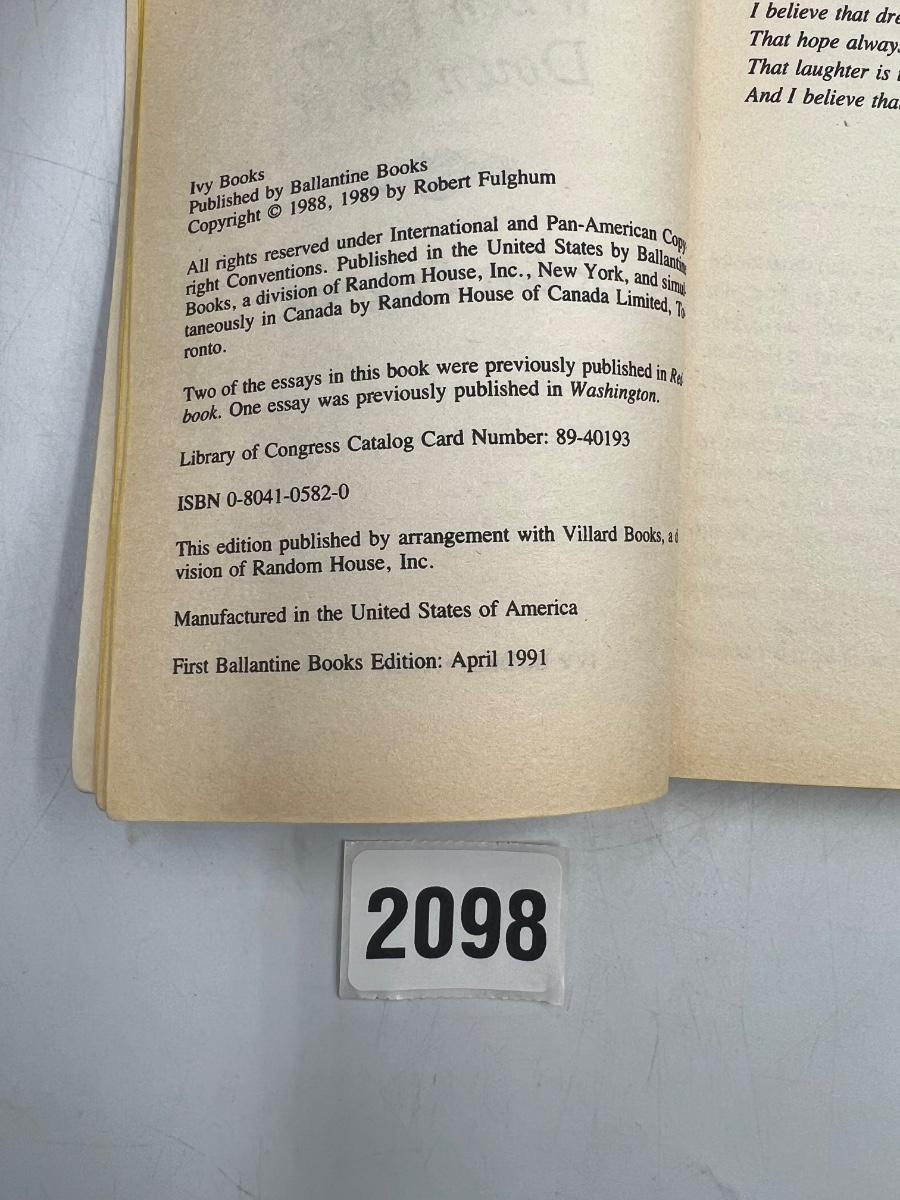 Ivy Books
Published by Ballantine Books
Copyright © 1988, 1989 by Robert Fulghum
All rights reserved under International and Pan-American Copy
right Conventions. Published in the United States by Ballantine
Books, a division of Random House, Inc., New York, and simul
taneously in Canada by Random House of Canada Limited, To
ronto.
Two of the essays in this book were previously published in Red
book. One essay was previously published in Washington.
Library of Congress Catalog Card Number: 89-40193
ISBN 0-8041-0582-0
This edition published by arrangement with Villard Books, a d
vision of Random House, Inc.
Manufactured in the United States of America
First Ballantine Books Edition: April 1991
I believe that dre
That hope alway
That laughter is
And I believe tha
2098